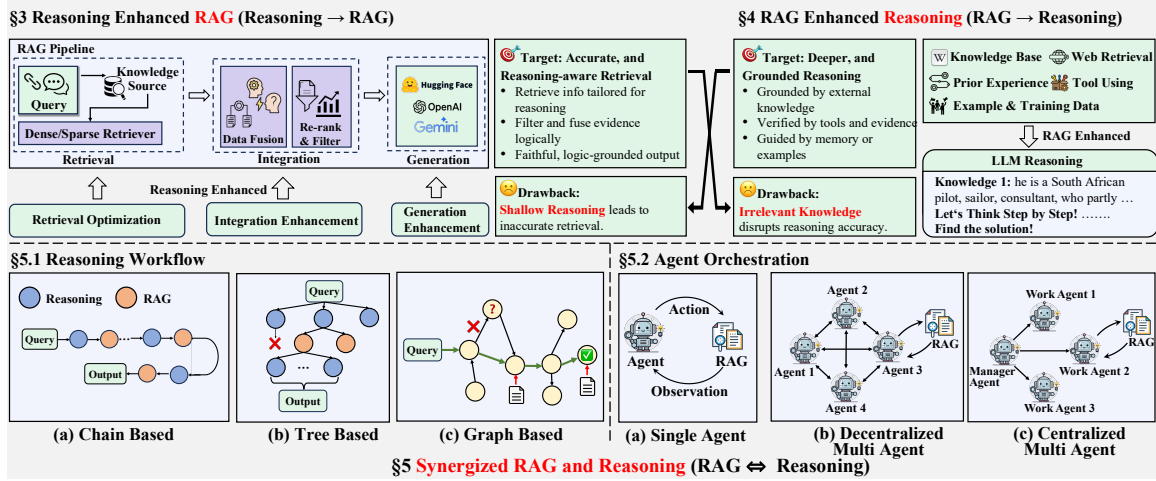 §3 Reasoning Enhanced RAG (Reasoning → RAG)
RAG Pipeline
Query
Knowledge
Source
Dense/Sparse Retriever
Retrieval
Data Fusion
Re-rank
& Filter
Integration
Hugging Face
OpenAI
Gemini
Generation
Reasoning Enhanced
Retrieval Optimization
Integration Enhancement
Generation
Enhancement
Target: Accurate, and
Reasoning-aware Retrieval
• Retrieve info tailored for
reasoning
• Filter and fuse evidence
logically
• Faithful, logic-grounded output
Drawback:
Shallow Reasoning leads to
inaccurate retrieval.
§4 RAG Enhanced Reasoning (RAG → Reasoning)
Target: Deeper, and
Grounded Reasoning
• Grounded by external
knowledge
• Verified by tools and evidence
• Guided by memory or
examples
Drawback:
Irrelevant Knowledge
disrupts reasoning accuracy.
W
Knowledge Base
Web Retrieval
Prior Experience
Tool Using
Example & Training Data
RAG Enhanced
LLM Reasoning
Knowledge 1: he is a South African
pilot, sailor, consultant, who partly …
Let's Think Step by Step! …….
Find the solution!
§5.1 Reasoning Workflow
Reasoning
RAG
Query
Output
(a) Chain Based
Query
...
Output
(b) Tree Based
?
Query
(c) Graph Based
§5.2 Agent Orchestration
Action
Agent
RAG
Observation
(a) Single Agent
Agent 2
Agent 1
Agent 3
RAG
Agent 4
(b) Decentralized
Multi Agent
Work Agent 1
Manager
Agent
Work Agent 2
RAG
Work Agent 3
(c) Centralized
Multi Agent
§5 Synergized RAG and Reasoning (RAG ⇔ Reasoning)